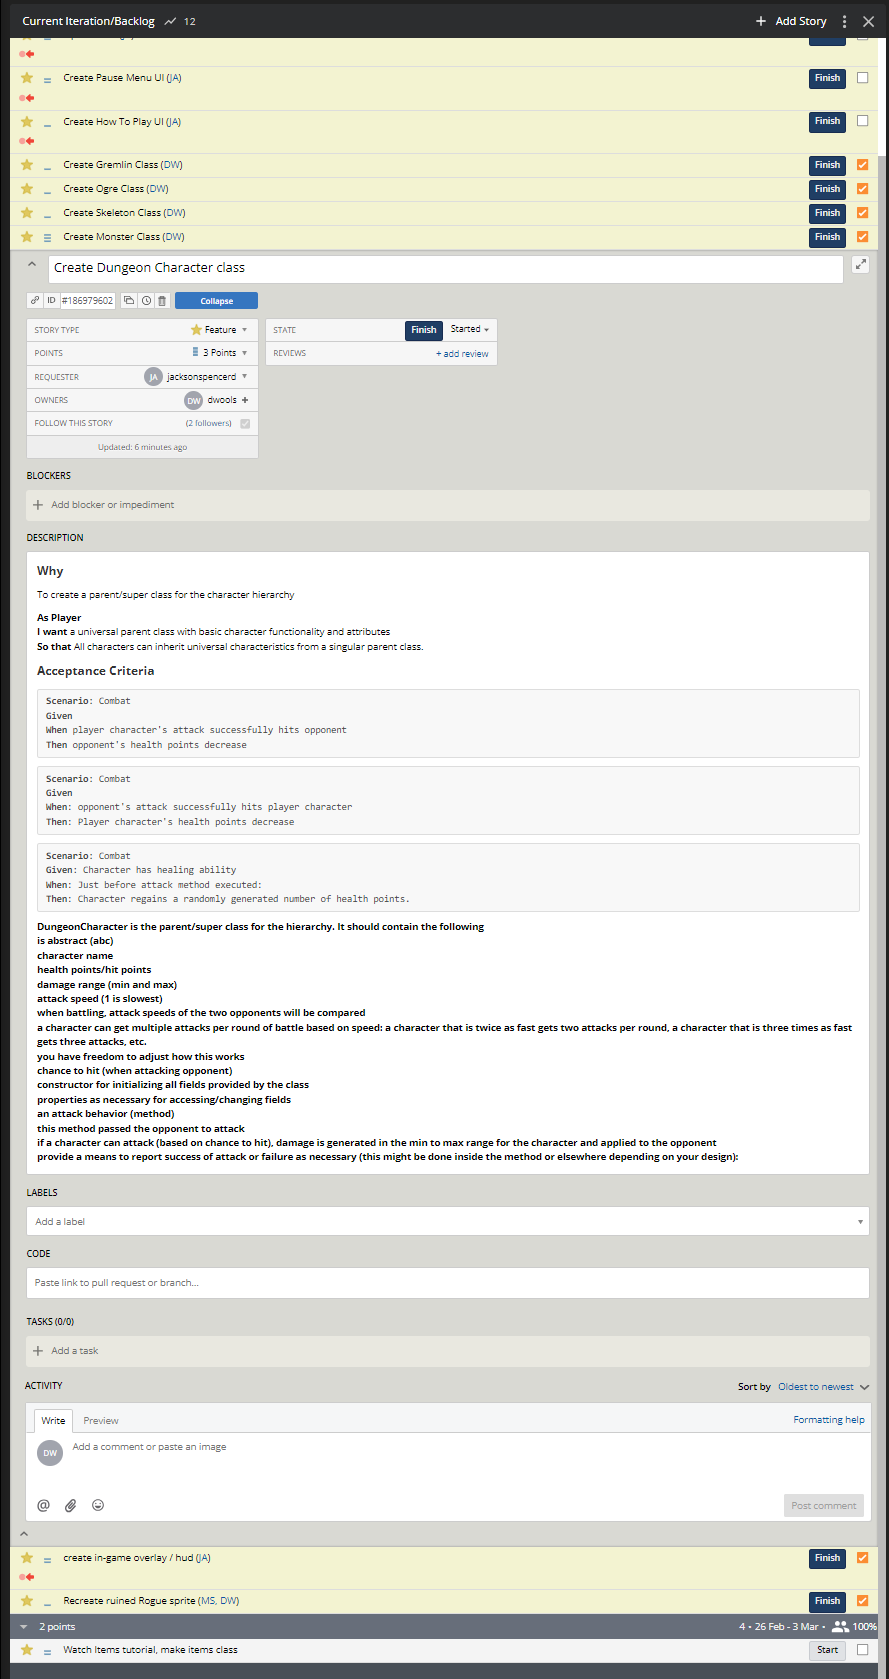 Current Iteration/Backlog 12 + Add Story
Create Pause Menu UI (JA) Finish
Create How To Play UI (JA) Finish
Create Gremlin Class (DW) Finish
Create Ogre Class (DW) Finish
Create Skeleton Class (DW) Finish
Create Monster Class (DW) Finish
Create Dungeon Character class
ID #186979602 Collapse
STORY TYPE Feature
STATE Finish Started
POINTS 3 Points
REVIEWS + add review
REQUESTER JA jacksonspencerd
OWNERS DW dwools +
FOLLOW THIS STORY (2 followers)
Updated: 6 minutes ago
BLOCKERS
+ Add blocker or impediment
DESCRIPTION
Why
To create a parent/super class for the character hierarchy
As Player
I want a universal parent class with basic character functionality and attributes
So that All characters can inherit universal characteristics from a singular parent class.
Acceptance Criteria
Scenario: Combat
Given
When player character's attack successfully hits opponent
Then opponent's health points decrease
Scenario: Combat
Given
When: opponent's attack successfully hits player character
Then: Player character's health points decrease
Scenario: Combat
Given: Character has healing ability
When: Just before attack method executed:
Then: Character regains a randomly generated number of health points.
DungeonCharacter is the parent/super class for the hierarchy. It should contain the following
is abstract (abc)
character name
health points/hit points
damage range (min and max)
attack speed (1 is slowest)
when battling, attack speeds of the two opponents will be compared
a character can get multiple attacks per round of battle based on speed: a character that is twice as fast gets two attacks per round, a character that is three times as fast
gets three attacks, etc.
you have freedom to adjust how this works
chance to hit (when attacking opponent)
constructor for initializing all fields provided by the class
properties as necessary for accessing/changing fields
an attack behavior (method)
this method passed the opponent to attack
if a character can attack (based on chance to hit), damage is generated in the min to max range for the character and applied to the opponent
provide a means to report success of attack or failure as necessary (this might be done inside the method or elsewhere depending on your design):
LABELS
Add a label
CODE
Paste link to pull request or branch...
TASKS (0/0)
+ Add a task
ACTIVITY Sort by Oldest to newest
Write Preview Formatting help
DW Add a comment or paste an image
@ Post comment
create in-game overlay / hud (JA) Finish
Recreate ruined Rogue sprite (MS, DW) Finish
2 points 4 • 26 Feb - 3 Mar • 100%
Watch Items tutorial, make items class Start